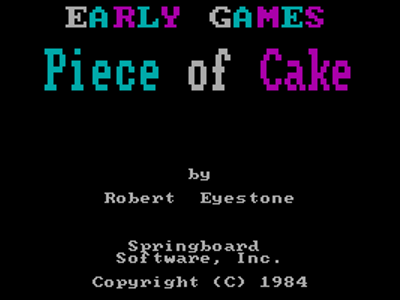 EARLY GAMES
Piece of Cake
by
Robert Eyestone
Springboard
Software, Inc.
Copyright (C) 1984